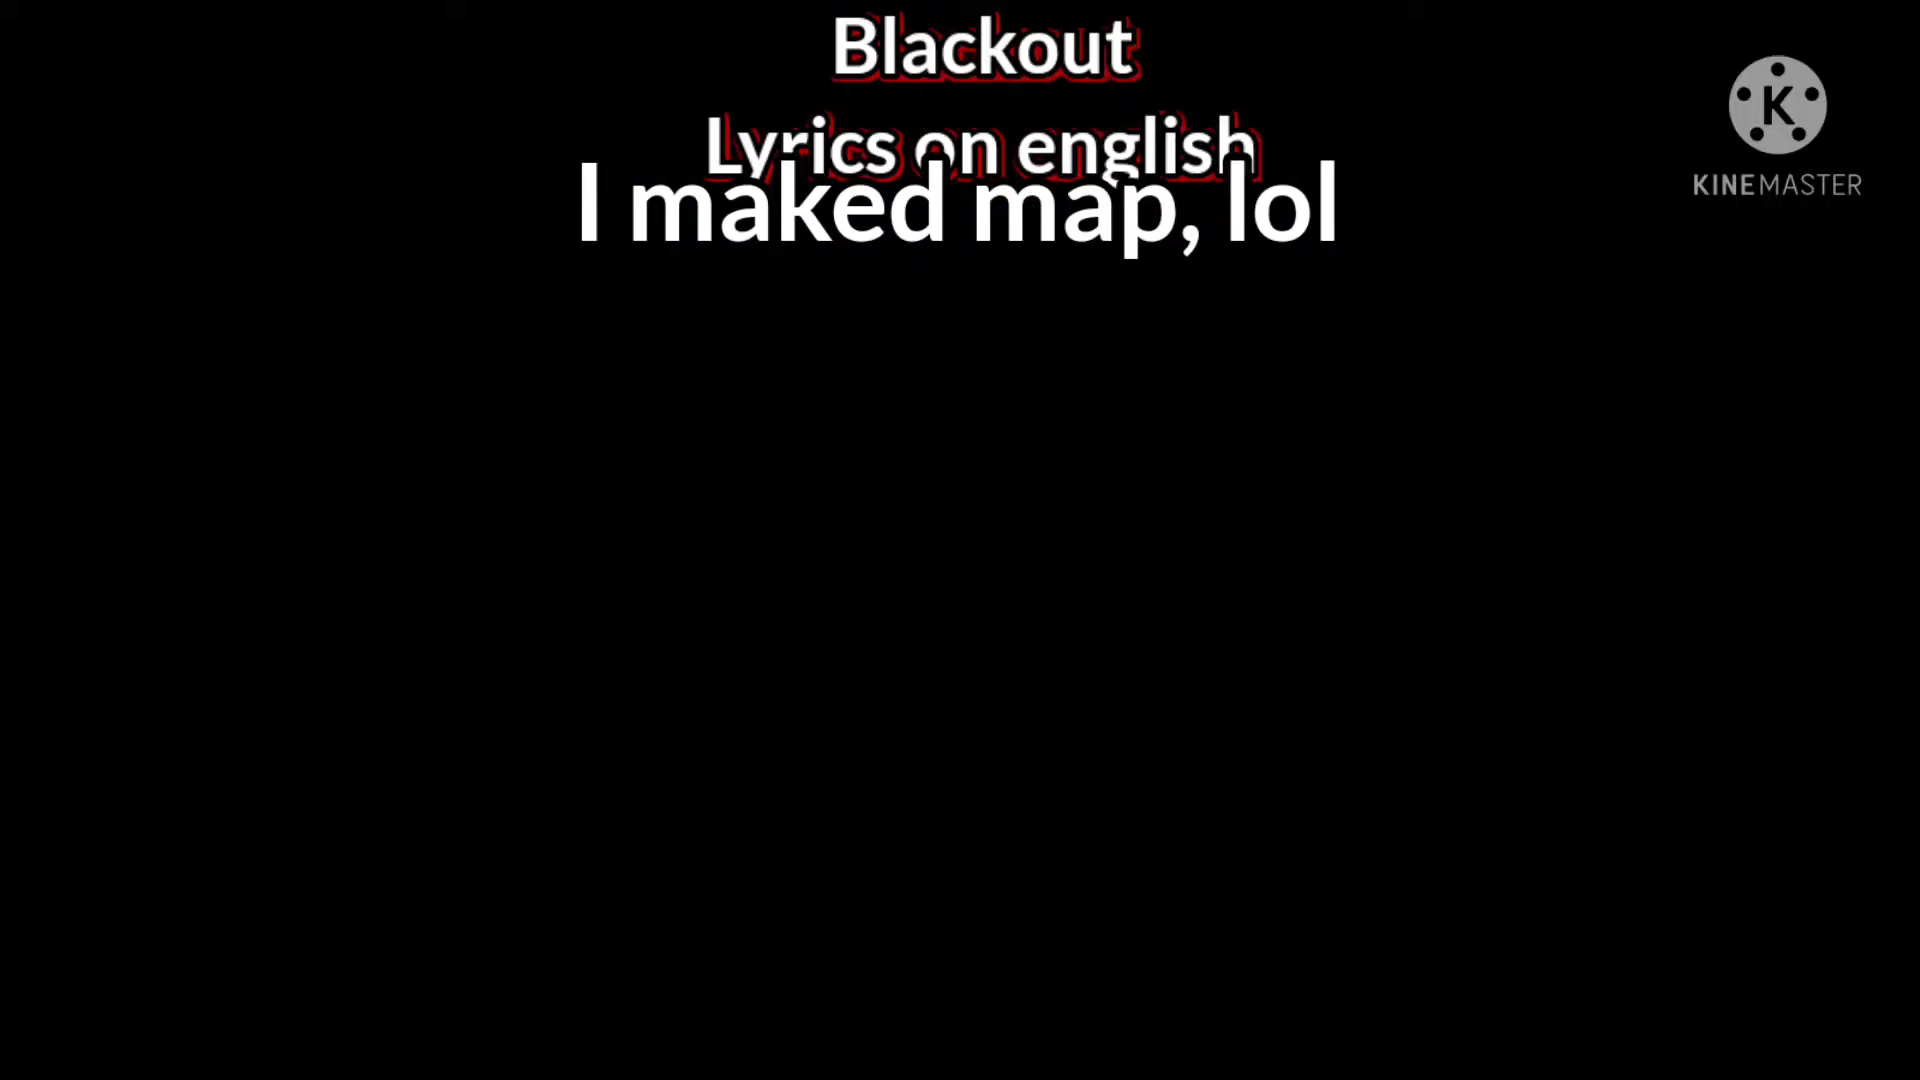 Blackout
Lyrics on english
I maked map, lol
K
KINEMASTER